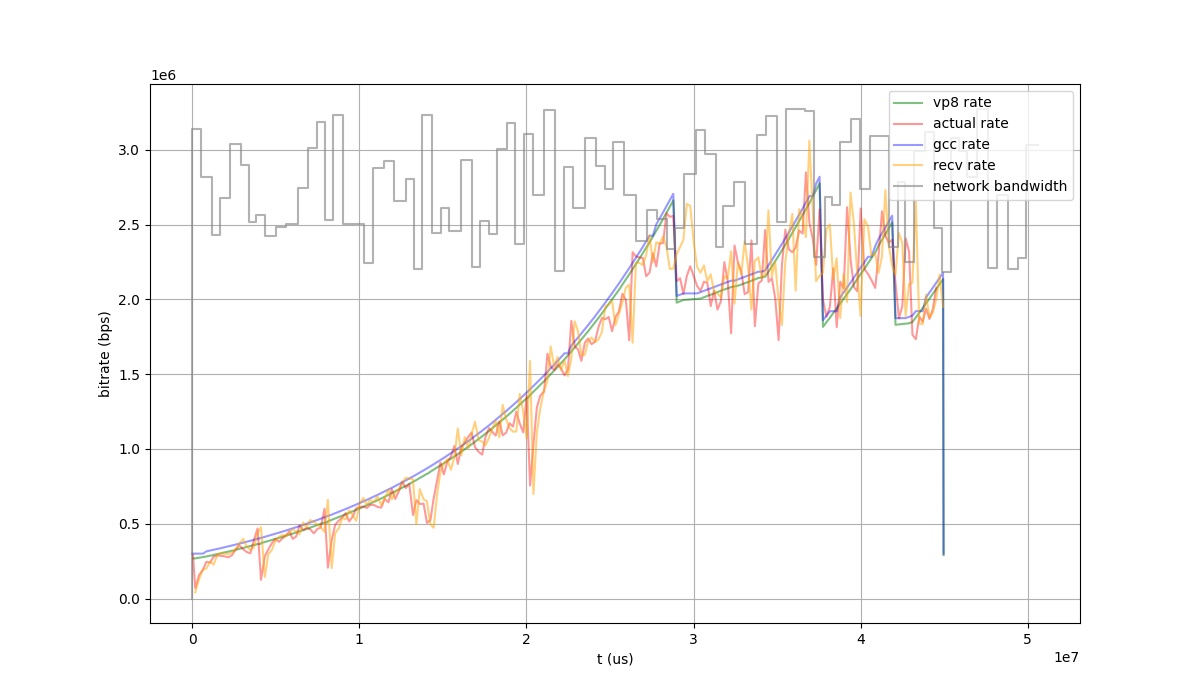 1e6
vp8 rate
actual rate
gcc rate
recv rate
network bandwidth
3.0
2.5
2.0
1.5
1.0
0.5
0.0
bitrate (bps)
0 1 2 3 4 5
t (us)
1e7